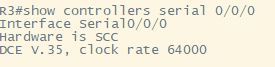 R3#show controllers serial 0/0/0
Interface Serial0/0/0
Hardware is SCC
DCE V.35, clock rate 64000